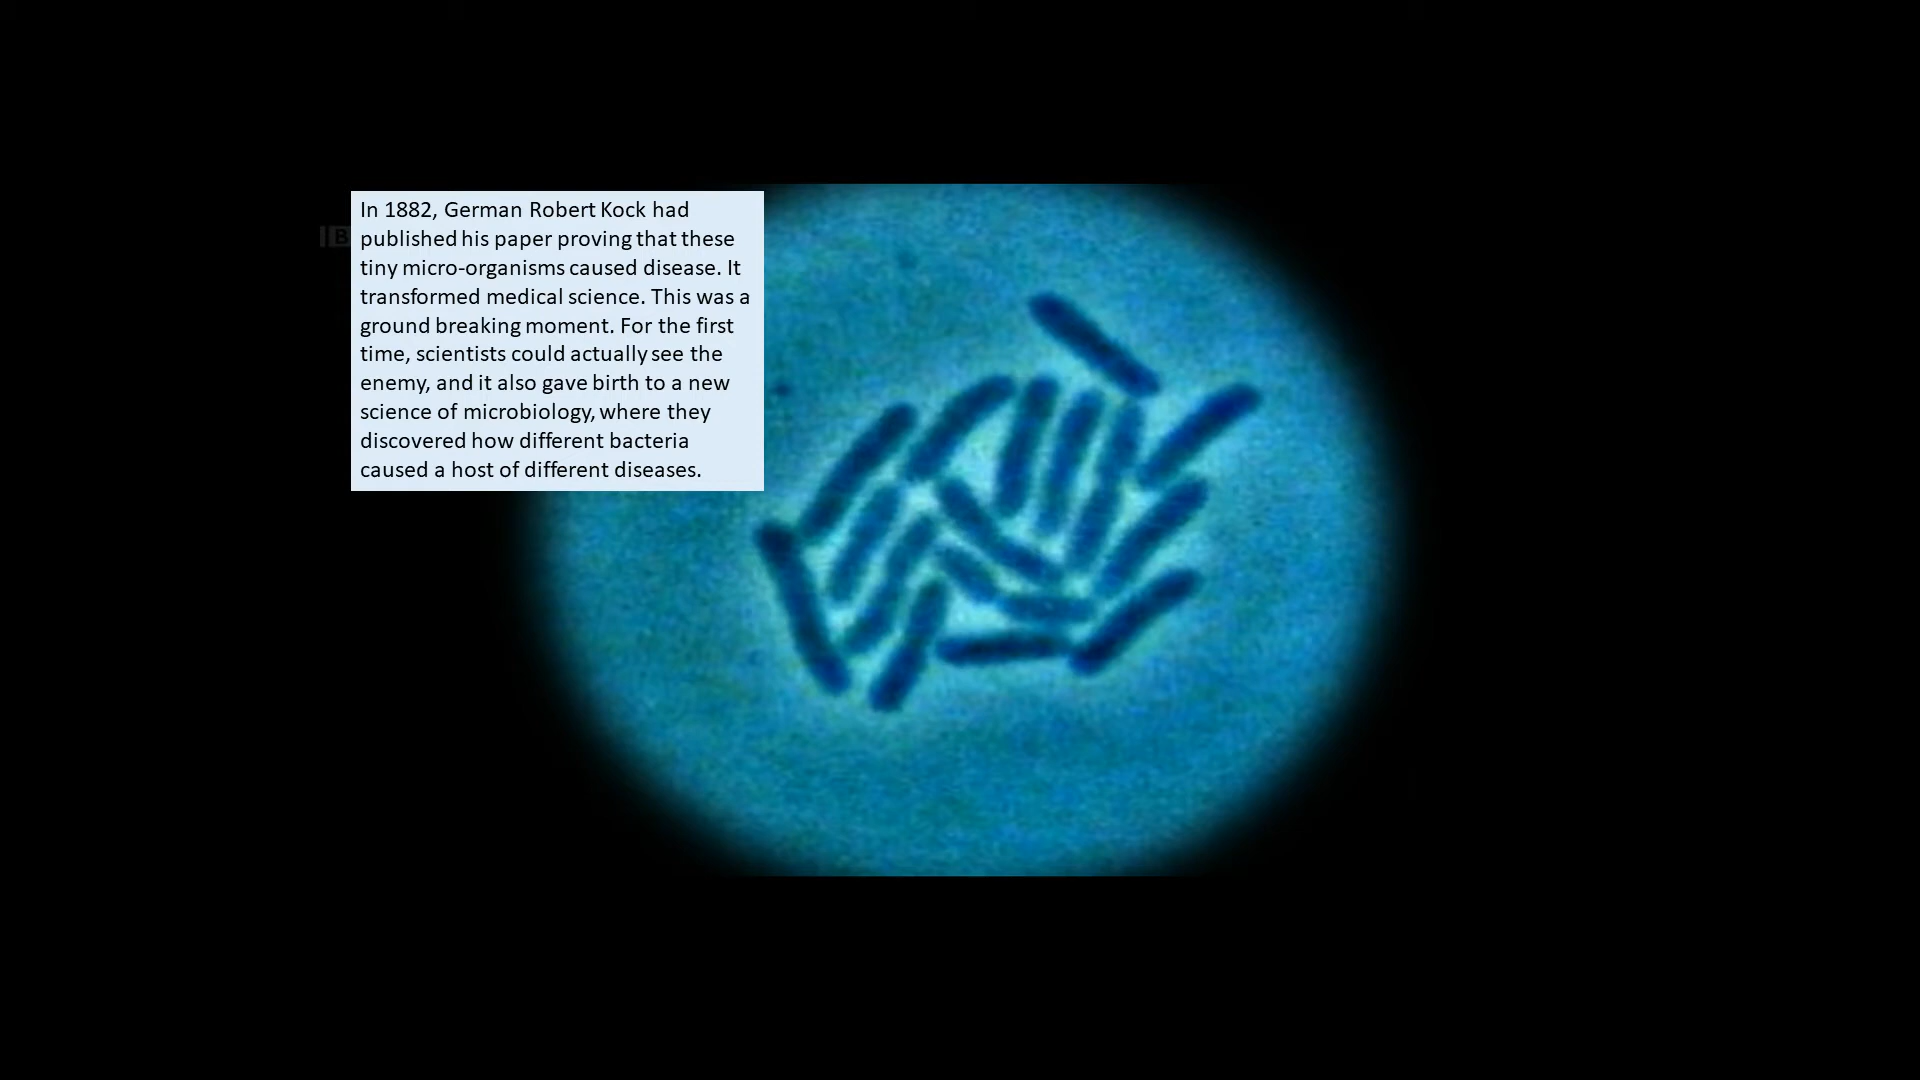 In 1882, German Robert Kock had
published his paper proving that these
tiny micro-organisms caused disease. It
transformed medical science. This was a
ground breaking moment. For the first
time, scientists could actually see the
enemy, and it also gave birth to a new
science of microbiology, where they
discovered how different bacteria
caused a host of different diseases.
B